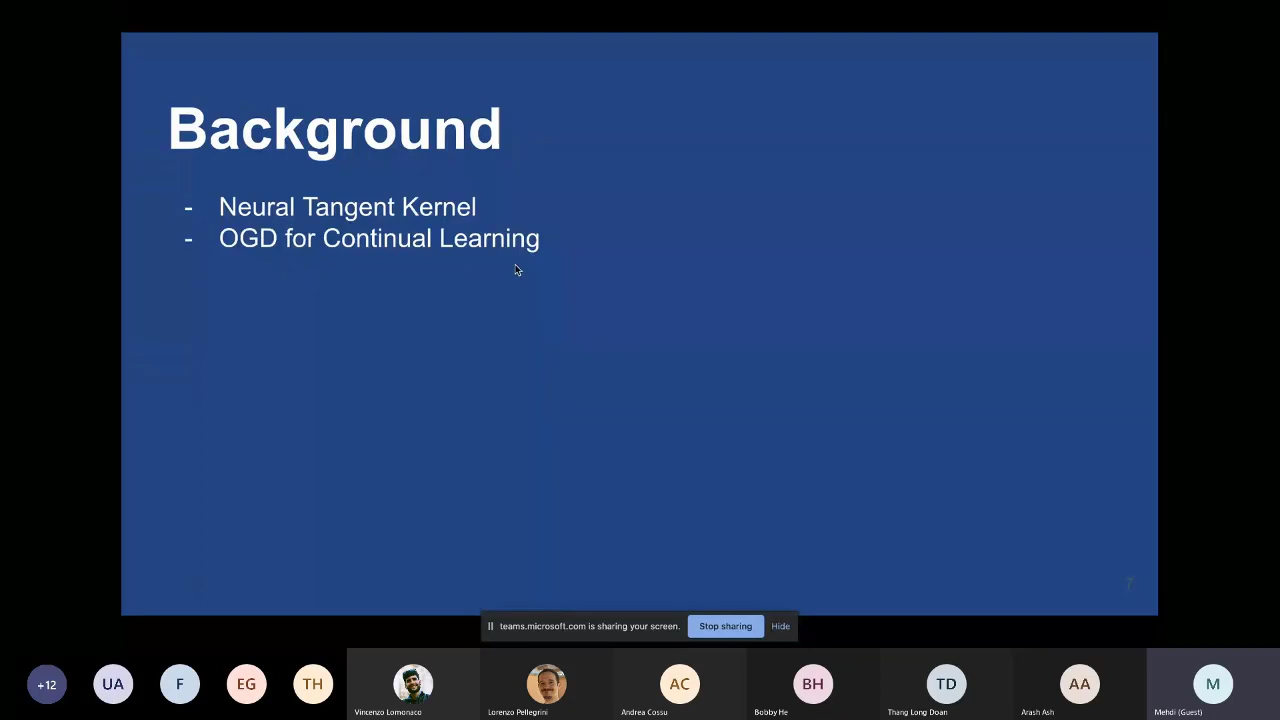 Background
- Neural Tangent Kernel
- OGD for Continual Learning
7
teams.microsoft.com is sharing your screen. Stop sharing Hide
+12 UA F EG TH AC BH TD AA M
Vincenzo Lomonaco Lorenzo Pellegrini Andrea Cossu Bobby He Thang Long Doan Arash Ash Mehdi (Guest)